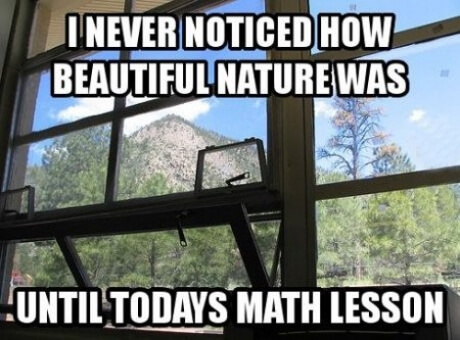 I NEVER NOTICED HOW
BEAUTIFUL NATURE WAS
UNTIL TODAYS MATH LESSON